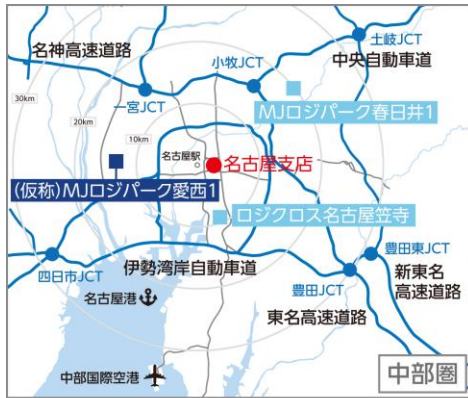 名神高速道路
小牧JCT
土岐JCT
中央自動車道
30km
一宮JCT
MJロジパーク春日井1
20km
10km
名古屋駅
名古屋支店
(仮称)MJロジパーク愛西1
ロジクロス名古屋笠寺
四日市JCT
伊勢湾岸自動車道
豊田東JCT
豊田JCT
新東名
高速道路
名古屋港
東名高速道路
中部国際空港
中部圏